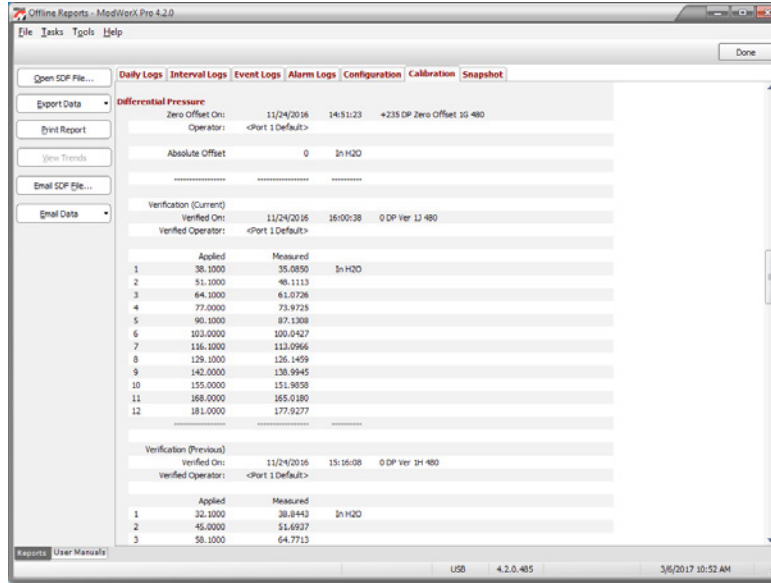 Offline Reports - ModWorX Pro 4.2.0
File Tasks Tools Help
Done
Open SDF File...
Export Data
Print Report
View Trends
Email SDF File...
Email Data
Daily Logs Interval Logs Event Logs Alarm Logs Configuration Calibration Snapshot
Differential Pressure
Zero Offset On: 11/24/2016 14:51:23 +235 DP Zero Offset 1G 480
Operator: <Port 1 Default>
Absolute Offset 0 In H2O
----------------- ----------------- ----------
Verification (Current)
Verified On: 11/24/2016 16:00:38 0 DP Ver 1J 480
Verified Operator: <Port 1 Default>
Applied Measured
1 38.1000 35.0850 In H2O
2 51.1000 48.1113
3 64.1000 61.0726
4 77.0000 73.9725
5 90.1000 87.1308
6 103.0000 100.0427
7 116.1000 113.0966
8 129.1000 126.1459
9 142.0000 138.9945
10 155.0000 151.9858
11 168.0000 165.0180
12 181.0000 177.9277
----------------- ----------------- ----------
Verification (Previous)
Verified On: 11/24/2016 15:16:08 0 DP Ver 1H 480
Verified Operator: <Port 1 Default>
Applied Measured
1 32.1000 38.8443 In H2O
2 45.0000 51.6937
3 58.1000 64.7713
Reports User Manuals
USB 4.2.0.485 3/6/2017 10:52 AM